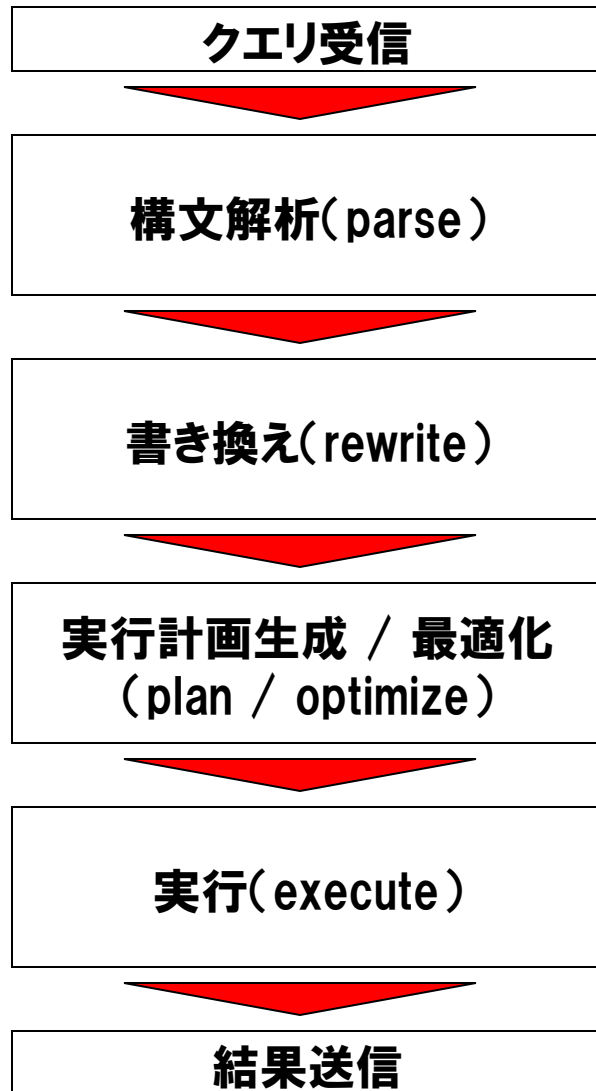 クエリ受信
構文解析(parse)
書き換え(rewrite)
実行計画生成 / 最適化
(plan / optimize)
実行(execute)
結果送信